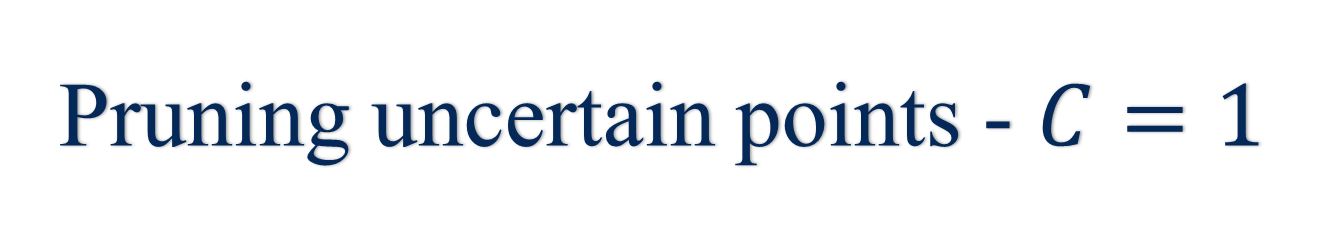 Pruning uncertain points - 𝐶 = 1